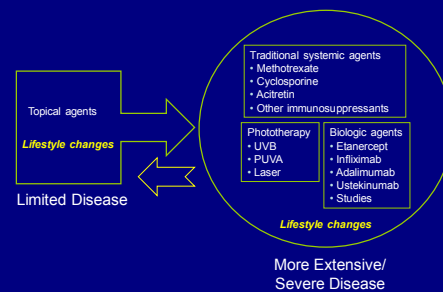 Topical agents
Lifestyle changes
Limited Disease
Traditional systemic agents
• Methotrexate
• Cyclosporine
• Acitretin
• Other immunosuppressants
Phototherapy
• UVB
• PUVA
• Laser
Biologic agents
• Etanercept
• Infliximab
• Adalimumab
• Ustekinumab
• Studies
Lifestyle changes
More Extensive/
Severe Disease